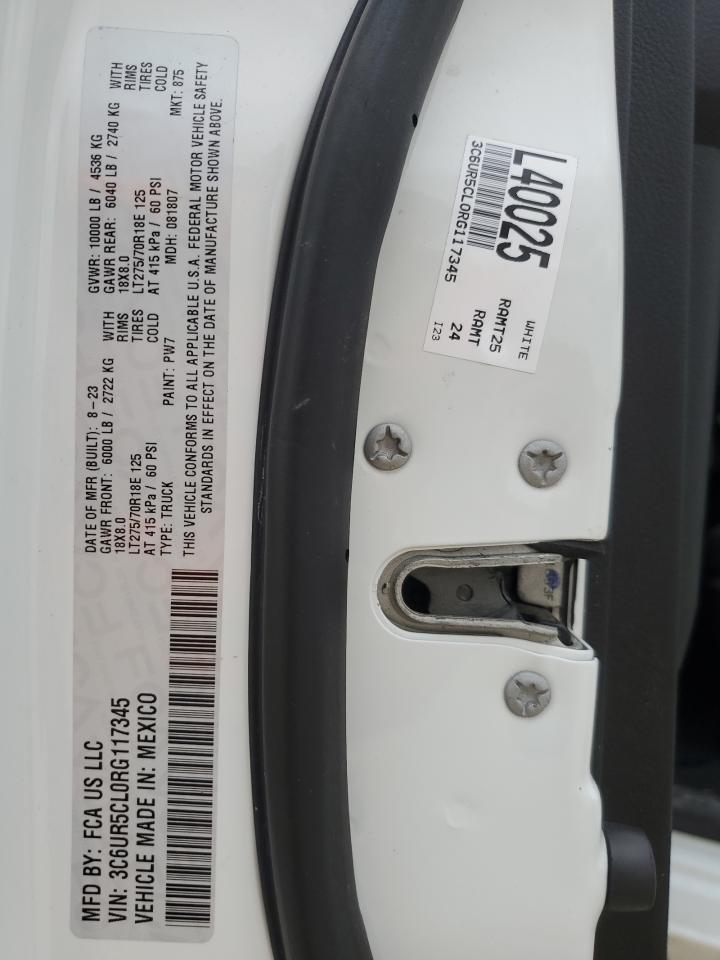 MFD BY: FCA US LLC
VIN: 3C6UR5CL0RG117345
VEHICLE MADE IN: MEXICO
DATE OF MFR (BUILT): 8-23
GVWR: 10000 LB / 4536 KG
GAWR FRONT: 6000 LB / 2722 KG WITH
18X8.0 RIMS
LT275/70R18E 125 TIRES
AT 415 kPa / 60 PSI COLD
GAWR REAR: 6040 LB / 2740 KG WITH
18X8.0 RIMS
LT275/70R18E 125 TIRES
AT 415 kPa / 60 PSI COLD
TYPE: TRUCK PAINT: PW7 MDH: 081807 MKT: 875
THIS VEHICLE CONFORMS TO ALL APPLICABLE U.S.A. FEDERAL MOTOR VEHICLE SAFETY
STANDARDS IN EFFECT ON THE DATE OF MANUFACTURE SHOWN ABOVE.
3C6UR5CL0RG117345
L40025
RAMT25 WHITE
RAMT
24
I23